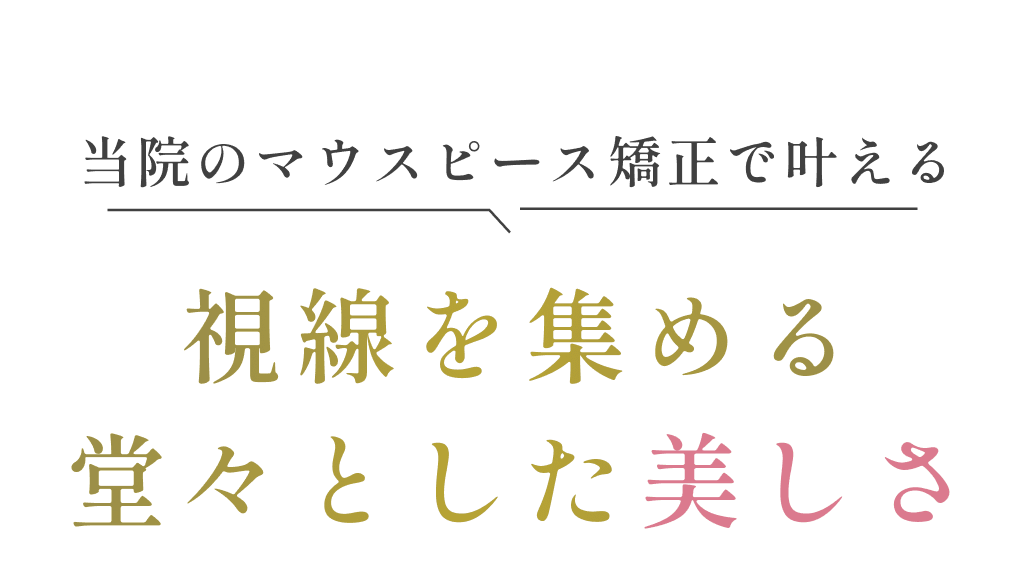 当院のマウスピース矯正で叶える
視線を集める
堂々とした美しさ